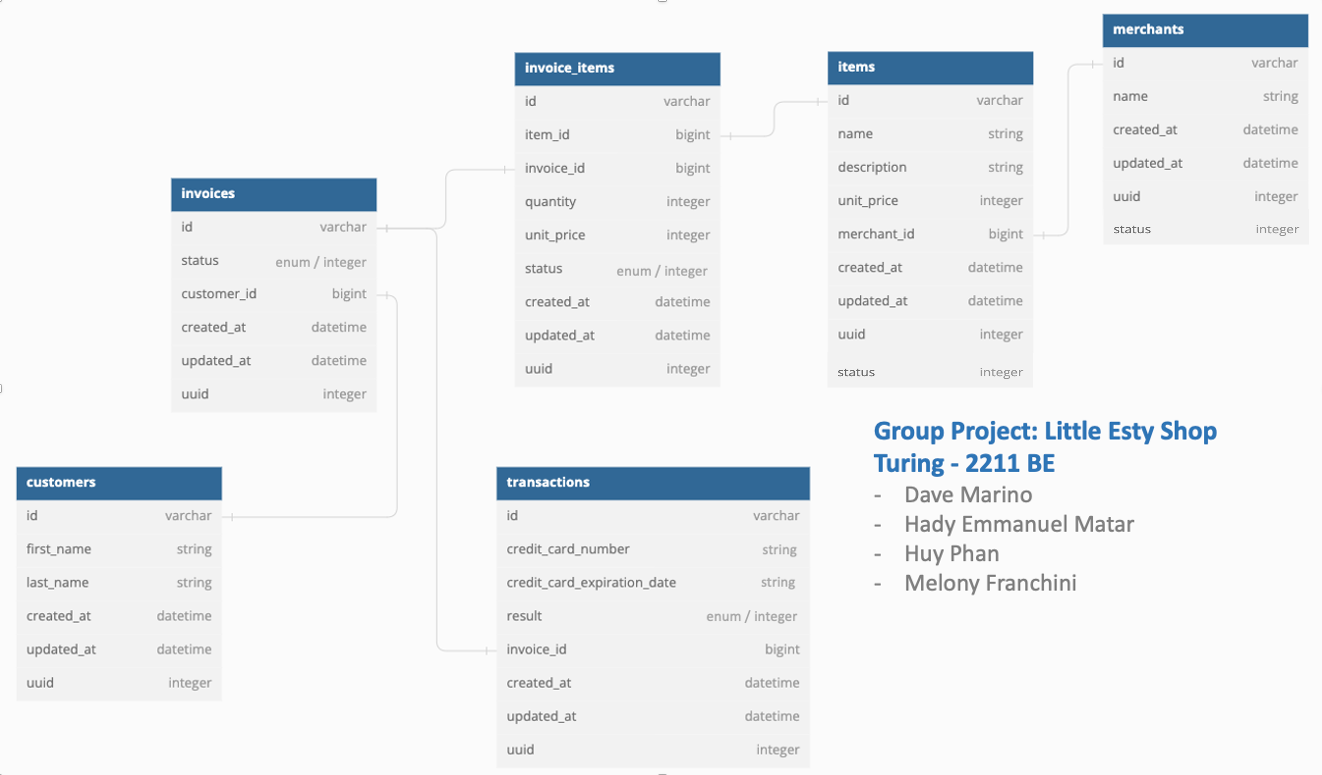 merchants
id varchar
name string
created_at datetime
updated_at datetime
uuid integer
status integer
invoice_items
id varchar
item_id bigint
invoice_id bigint
quantity integer
unit_price integer
status enum / integer
created_at datetime
updated_at datetime
uuid integer
items
id varchar
name string
description string
unit_price integer
merchant_id bigint
created_at datetime
updated_at datetime
uuid integer
status integer
invoices
id varchar
status enum / integer
customer_id bigint
created_at datetime
updated_at datetime
uuid integer
customers
id varchar
first_name string
last_name string
created_at datetime
updated_at datetime
uuid integer
transactions
id varchar
credit_card_number string
credit_card_expiration_date string
result enum / integer
invoice_id bigint
created_at datetime
updated_at datetime
uuid integer
Group Project: Little Esty Shop
Turing - 2211 BE
- Dave Marino
- Hady Emmanuel Matar
- Huy Phan
- Melony Franchini